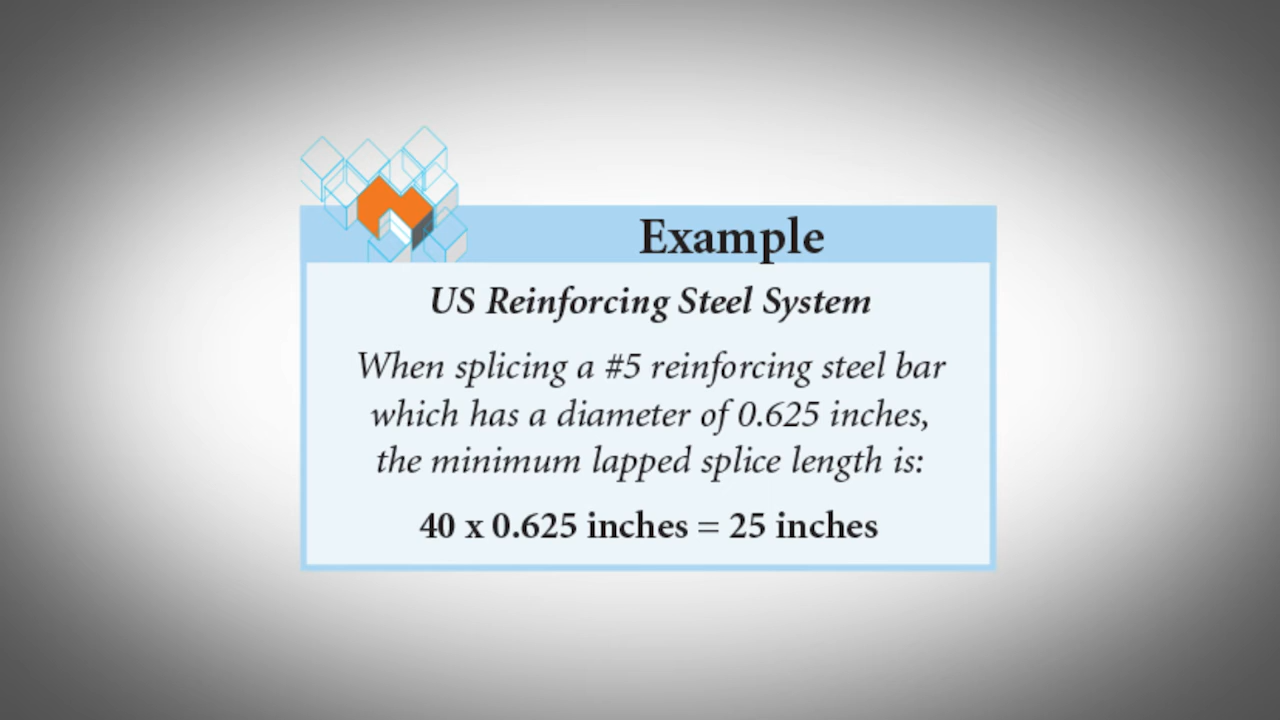 Example
US Reinforcing Steel System
When splicing a #5 reinforcing steel bar
which has a diameter of 0.625 inches,
the minimum lapped splice length is:
40 x 0.625 inches = 25 inches